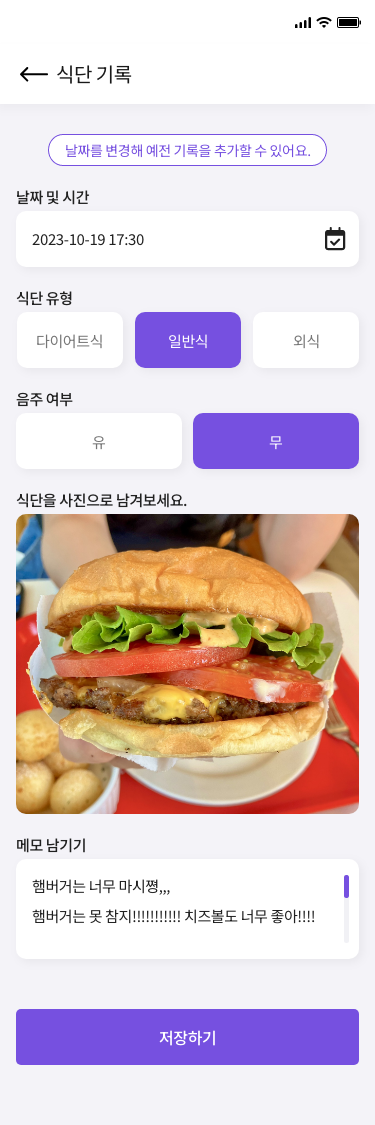 식단 기록
날짜를 변경해 예전 기록을 추가할 수 있어요.
날짜 및 시간
2023-10-19 17:30
식단 유형
다이어트식 일반식 외식
음주 여부
유 무
식단을 사진으로 남겨보세요.
메모 남기기
햄버거는 너무 마시쪙,,,
햄버거는 못 참지!!!!!!!!!!! 치즈볼도 너무 좋아!!!!
저장하기